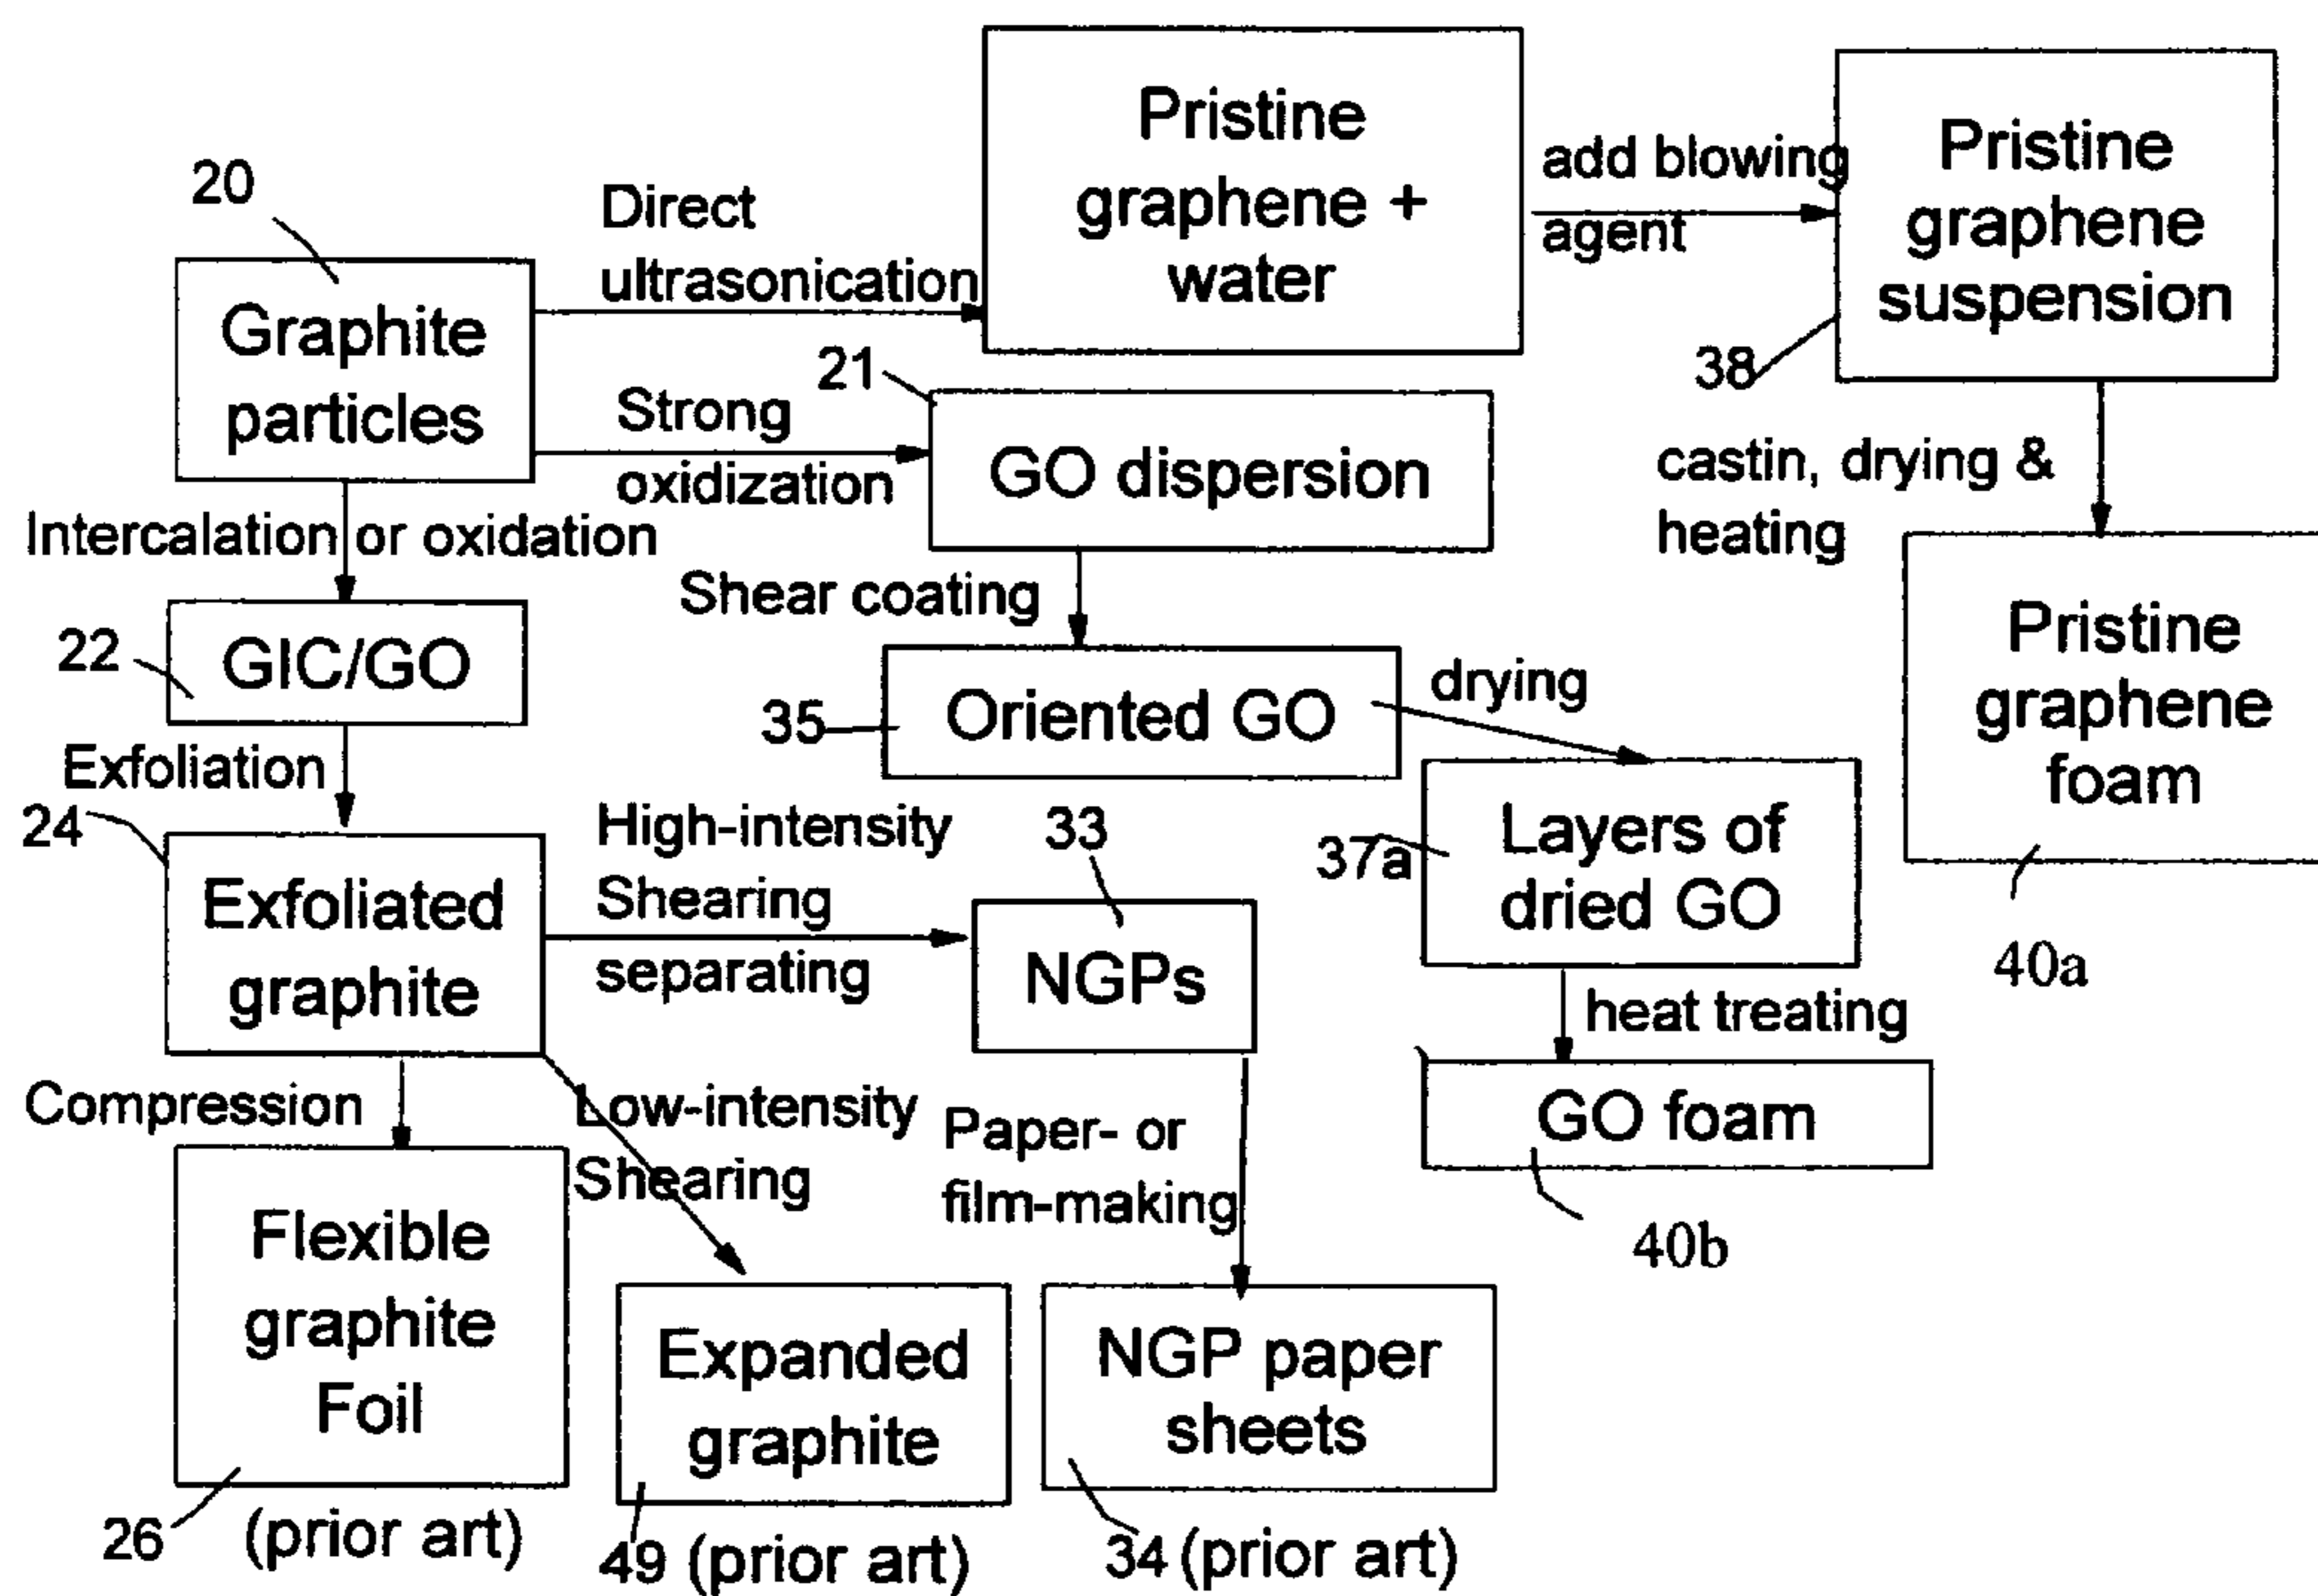 Pristine
graphene +
water
add blowing
agent
Pristine
graphene
suspension
20
Direct
ultrasonication
Graphite
particles
21
Strong
oxidization
GO dispersion
38
castin, drying &
heating
Intercalation or oxidation
Shear coating
22
GIC/GO
35
Oriented GO
drying
Pristine
graphene
foam
40a
Exfoliation
24
Exfoliated
graphite
High-intensity
Shearing
separating
33
NGPs
37a
Layers of
dried GO
heat treating
GO foam
40b
Compression
Low-intensity
Shearing
Paper- or
film-making
Flexible
graphite
Foil
Expanded
graphite
NGP paper
sheets
26 (prior art)
49 (prior art)
34 (prior art)